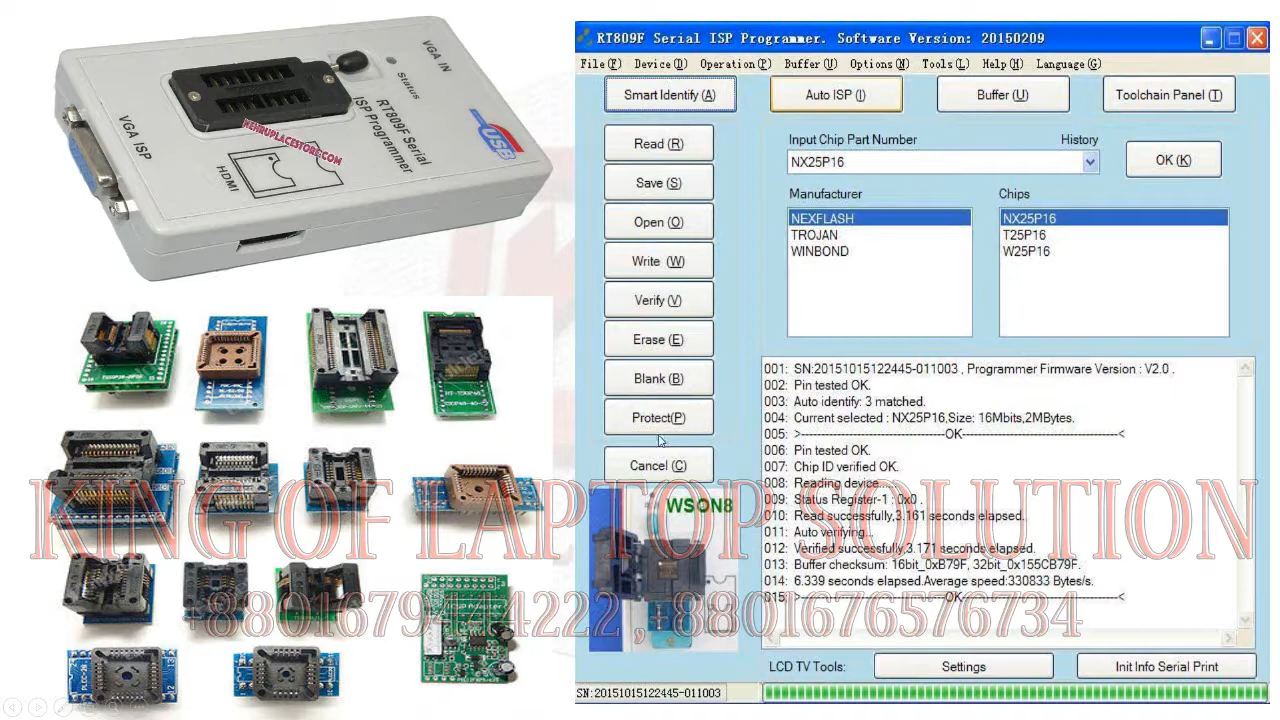 VGA IN
Status
RT809F Serial
ISP Programmer
USB
VGA ISP
HDMI
NEHRUPLACESTORE.COM
ICSP Adapter
KING OF LAPTOP SOLUTION
+8801679444222, 8801676576734
RT809F Serial ISP Programmer. Software Version: 20150209
File(F) Device(D) Operation(P) Buffer(U) Options(N) Tools(L) Help(H) Language(G)
Smart Identify (A) Auto ISP (I) Buffer (U) Toolchain Panel (T)
Read (R)
Save (S)
Open (O)
Write (W)
Verify (V)
Erase (E)
Blank (B)
Protect(P)
Cancel (C)
WSON8
Input Chip Part Number History
NX25P16 OK (K)
Manufacturer Chips
NEXFLASH NX25P16
TROJAN T25P16
WINBOND W25P16
001: SN:20151015122445-011003 , Programmer Firmware Version : V2.0 .
002: Pin tested OK.
003: Auto identify: 3 matched.
004: Current selected : NX25P16,Size: 16Mbits,2MBytes.
005: >----------------------------------OK-------------------------------------<
006: Pin tested OK.
007: Chip ID verified OK.
008: Reading device...
009: Status Register-1 : 0x0 .
010: Read successfully,3.161 seconds elapsed.
011: Auto verifying...
012: Verified successfully,3.171 seconds elapsed.
013: Buffer checksum: 16bit_0xB79F, 32bit_0x155CB79F.
014: 6.339 seconds elapsed.Average speed:330833 Bytes/s.
015: >----------------------------------OK-------------------------------------<
LCD TV Tools: Settings Init Info Serial Print
SN:20151015122445-011003